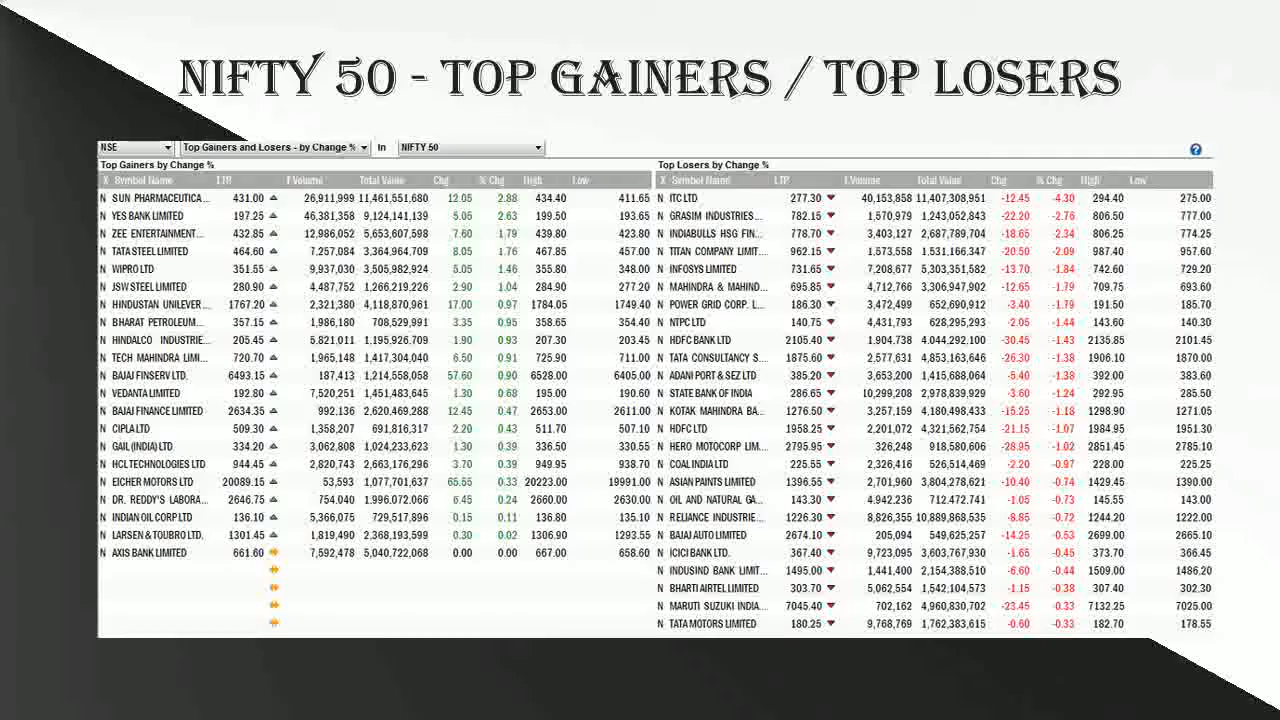 NIFTY 50 - TOP GAINERS / TOP LOSERS
NSE Top Gainers and Losers - by Change % In NIFTY 50
Top Gainers by Change %
X Symbol Name LTP F.Volume Total Value Chg % Chg High Low
N SUN PHARMACEUTICA... 431.00 26,911,993 11,461,551,680 12.05 2.88 434.40 411.65
N YES BANK LIMITED 197.25 46,381,358 9,124,141,139 5.05 2.63 199.50 193.65
N ZEE ENTERTAINMENT... 432.85 12,986,052 5,653,607,598 7.60 1.79 439.80 423.80
N TATA STEEL LIMITED 464.60 7,257,084 3,364,964,709 8.05 1.76 467.85 457.00
N WIPRO LTD 351.55 9,937,030 3,505,982,924 5.05 1.46 355.80 348.00
N JSW STEEL LIMITED 280.90 4,487,752 1,266,219,226 2.90 1.04 284.90 277.20
N HINDUSTAN UNILEVER ... 1767.20 2,321,380 4,118,870,961 17.00 0.97 1784.05 1749.40
N BHARAT PETROLEUM... 357.15 1,986,180 708,529,991 3.35 0.95 358.65 354.40
N HINDALCO INDUSTRIE... 205.45 5,821,011 1,195,926,709 1.90 0.93 207.30 203.45
N TECH MAHINDRA LIMI... 720.70 1,965,148 1,417,304,040 6.50 0.91 725.90 711.00
N BAJAJ FINSERV LTD. 6493.15 187,413 1,214,558,058 57.60 0.90 6528.00 6405.00
N VEDANTA LIMITED 192.80 7,520,251 1,451,483,645 1.30 0.68 195.00 190.60
N BAJAJ FINANCE LIMITED 2634.35 992,136 2,620,469,288 12.45 0.47 2653.00 2611.00
N CIPLA LTD 509.30 1,358,207 691,816,317 2.20 0.43 511.70 507.10
N GAIL (INDIA) LTD 334.20 3,062,808 1,024,233,623 1.30 0.39 336.50 330.55
N HCL TECHNOLOGIES LTD 944.45 2,820,743 2,663,176,296 3.70 0.39 949.95 938.70
N EICHER MOTORS LTD 20089.15 53,593 1,077,701,637 65.55 0.33 20223.00 19991.00
N DR. REDDY'S LABORA... 2646.75 754,040 1,996,072,066 6.45 0.24 2660.00 2630.00
N INDIAN OIL CORP LTD 136.10 5,366,075 729,517,896 0.15 0.11 136.80 135.10
N LARSEN & TOUBRO LTD. 1301.45 1,819,490 2,368,193,599 0.30 0.02 1306.90 1293.55
N AXIS BANK LIMITED 661.60 7,592,478 5,040,722,068 0.00 0.00 667.00 658.60
Top Losers by Change %
X Symbol Name LTP F.Volume Total Value Chg % Chg High Low
N ITC LTD 277.30 40,153,858 11,407,308,951 -12.45 -4.30 294.40 275.00
N GRASIM INDUSTRIES... 782.15 1,570,979 1,243,052,843 -22.20 -2.76 806.50 777.00
N INDIABULLS HSG FIN... 778.70 3,403,127 2,687,789,704 -18.65 -2.34 806.25 774.25
N TITAN COMPANY LIMIT... 962.15 1,573,558 1,531,166,347 -20.50 -2.09 987.40 957.60
N INFOSYS LIMITED 731.65 7,208,677 5,303,351,582 -13.70 -1.84 742.60 729.20
N MAHINDRA & MAHIND... 695.85 4,712,766 3,306,947,902 -12.65 -1.79 709.75 693.60
N POWER GRID CORP. L... 186.30 3,472,499 652,690,912 -3.40 -1.79 191.50 185.70
N NTPC LTD 140.75 4,431,793 628,295,293 -2.05 -1.44 143.60 140.30
N HDFC BANK LTD 2105.40 1,904,738 4,044,292,100 -30.45 -1.43 2135.85 2101.45
N TATA CONSULTANCY S... 1875.60 2,577,631 4,853,163,646 -26.30 -1.38 1906.10 1870.00
N ADANI PORT & SEZ LTD 385.20 3,653,200 1,415,688,064 -5.40 -1.38 392.00 383.60
N STATE BANK OF INDIA 286.65 10,299,208 2,978,839,929 -3.60 -1.24 292.95 285.50
N KOTAK MAHINDRA BA... 1276.50 3,257,159 4,180,498,433 -15.25 -1.18 1298.90 1271.05
N HDFC LTD 1958.25 2,201,072 4,321,562,754 -21.15 -1.07 1984.95 1951.30
N HERO MOTOCORP LIM... 2795.95 326,248 918,580,606 -28.95 -1.02 2851.45 2785.10
N COAL INDIA LTD 225.55 2,326,416 526,514,469 -2.20 -0.97 228.00 225.25
N ASIAN PAINTS LIMITED 1396.55 2,701,960 3,804,278,621 -10.40 -0.74 1429.45 1390.00
N OIL AND NATURAL GA... 143.30 4,942,236 712,472,741 -1.05 -0.73 145.55 143.00
N RELIANCE INDUSTRIE... 1226.30 8,826,355 10,889,868,535 -8.85 -0.72 1244.20 1222.00
N BAJAJ AUTO LIMITED 2674.10 205,094 549,625,257 -14.25 -0.53 2699.00 2665.10
N ICICI BANK LTD. 367.40 9,723,095 3,603,767,930 -1.65 -0.45 373.70 366.45
N INDUSIND BANK LIMIT... 1495.00 1,441,400 2,154,388,510 -6.60 -0.44 1509.00 1486.20
N BHARTI AIRTEL LIMITED 303.70 5,062,554 1,542,104,573 -1.15 -0.38 307.40 302.30
N MARUTI SUZUKI INDIA... 7045.40 702,162 4,960,830,702 -23.45 -0.33 7132.25 7025.00
N TATA MOTORS LIMITED 180.25 9,768,769 1,762,383,615 -0.60 -0.33 182.70 178.55